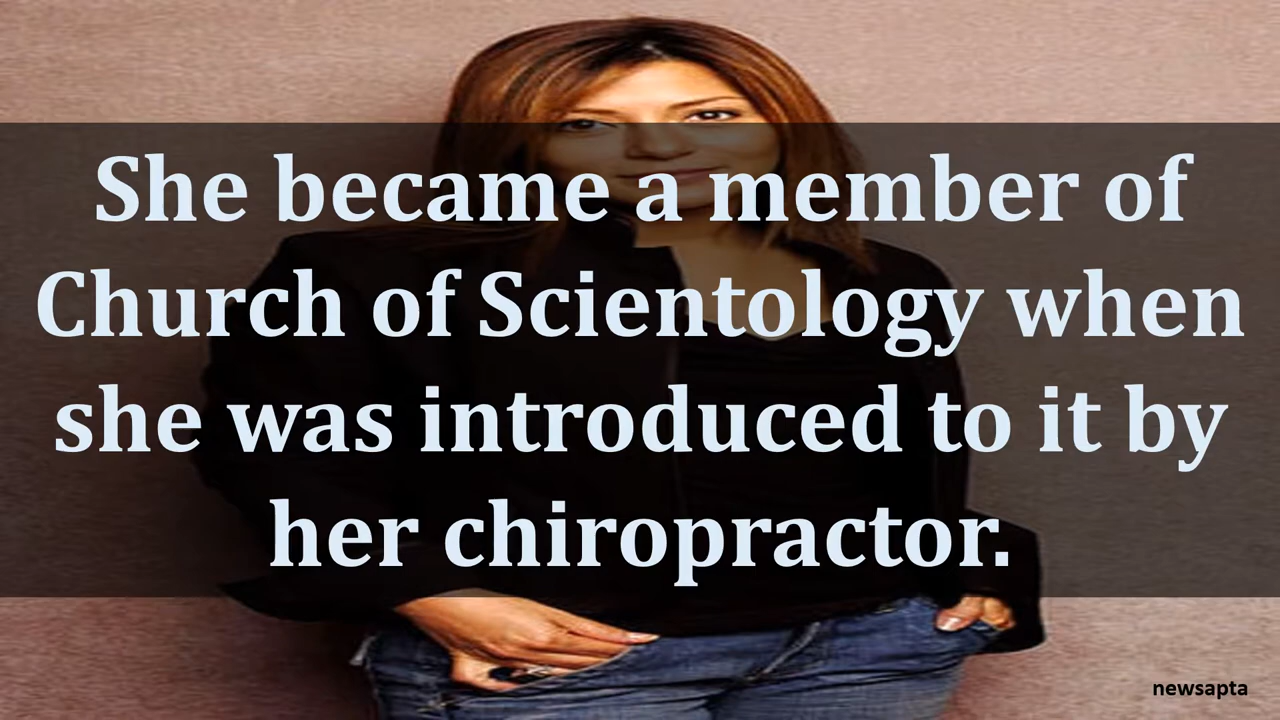 She became a member of
Church of Scientology when
she was introduced to it by
her chiropractor.
newsapta